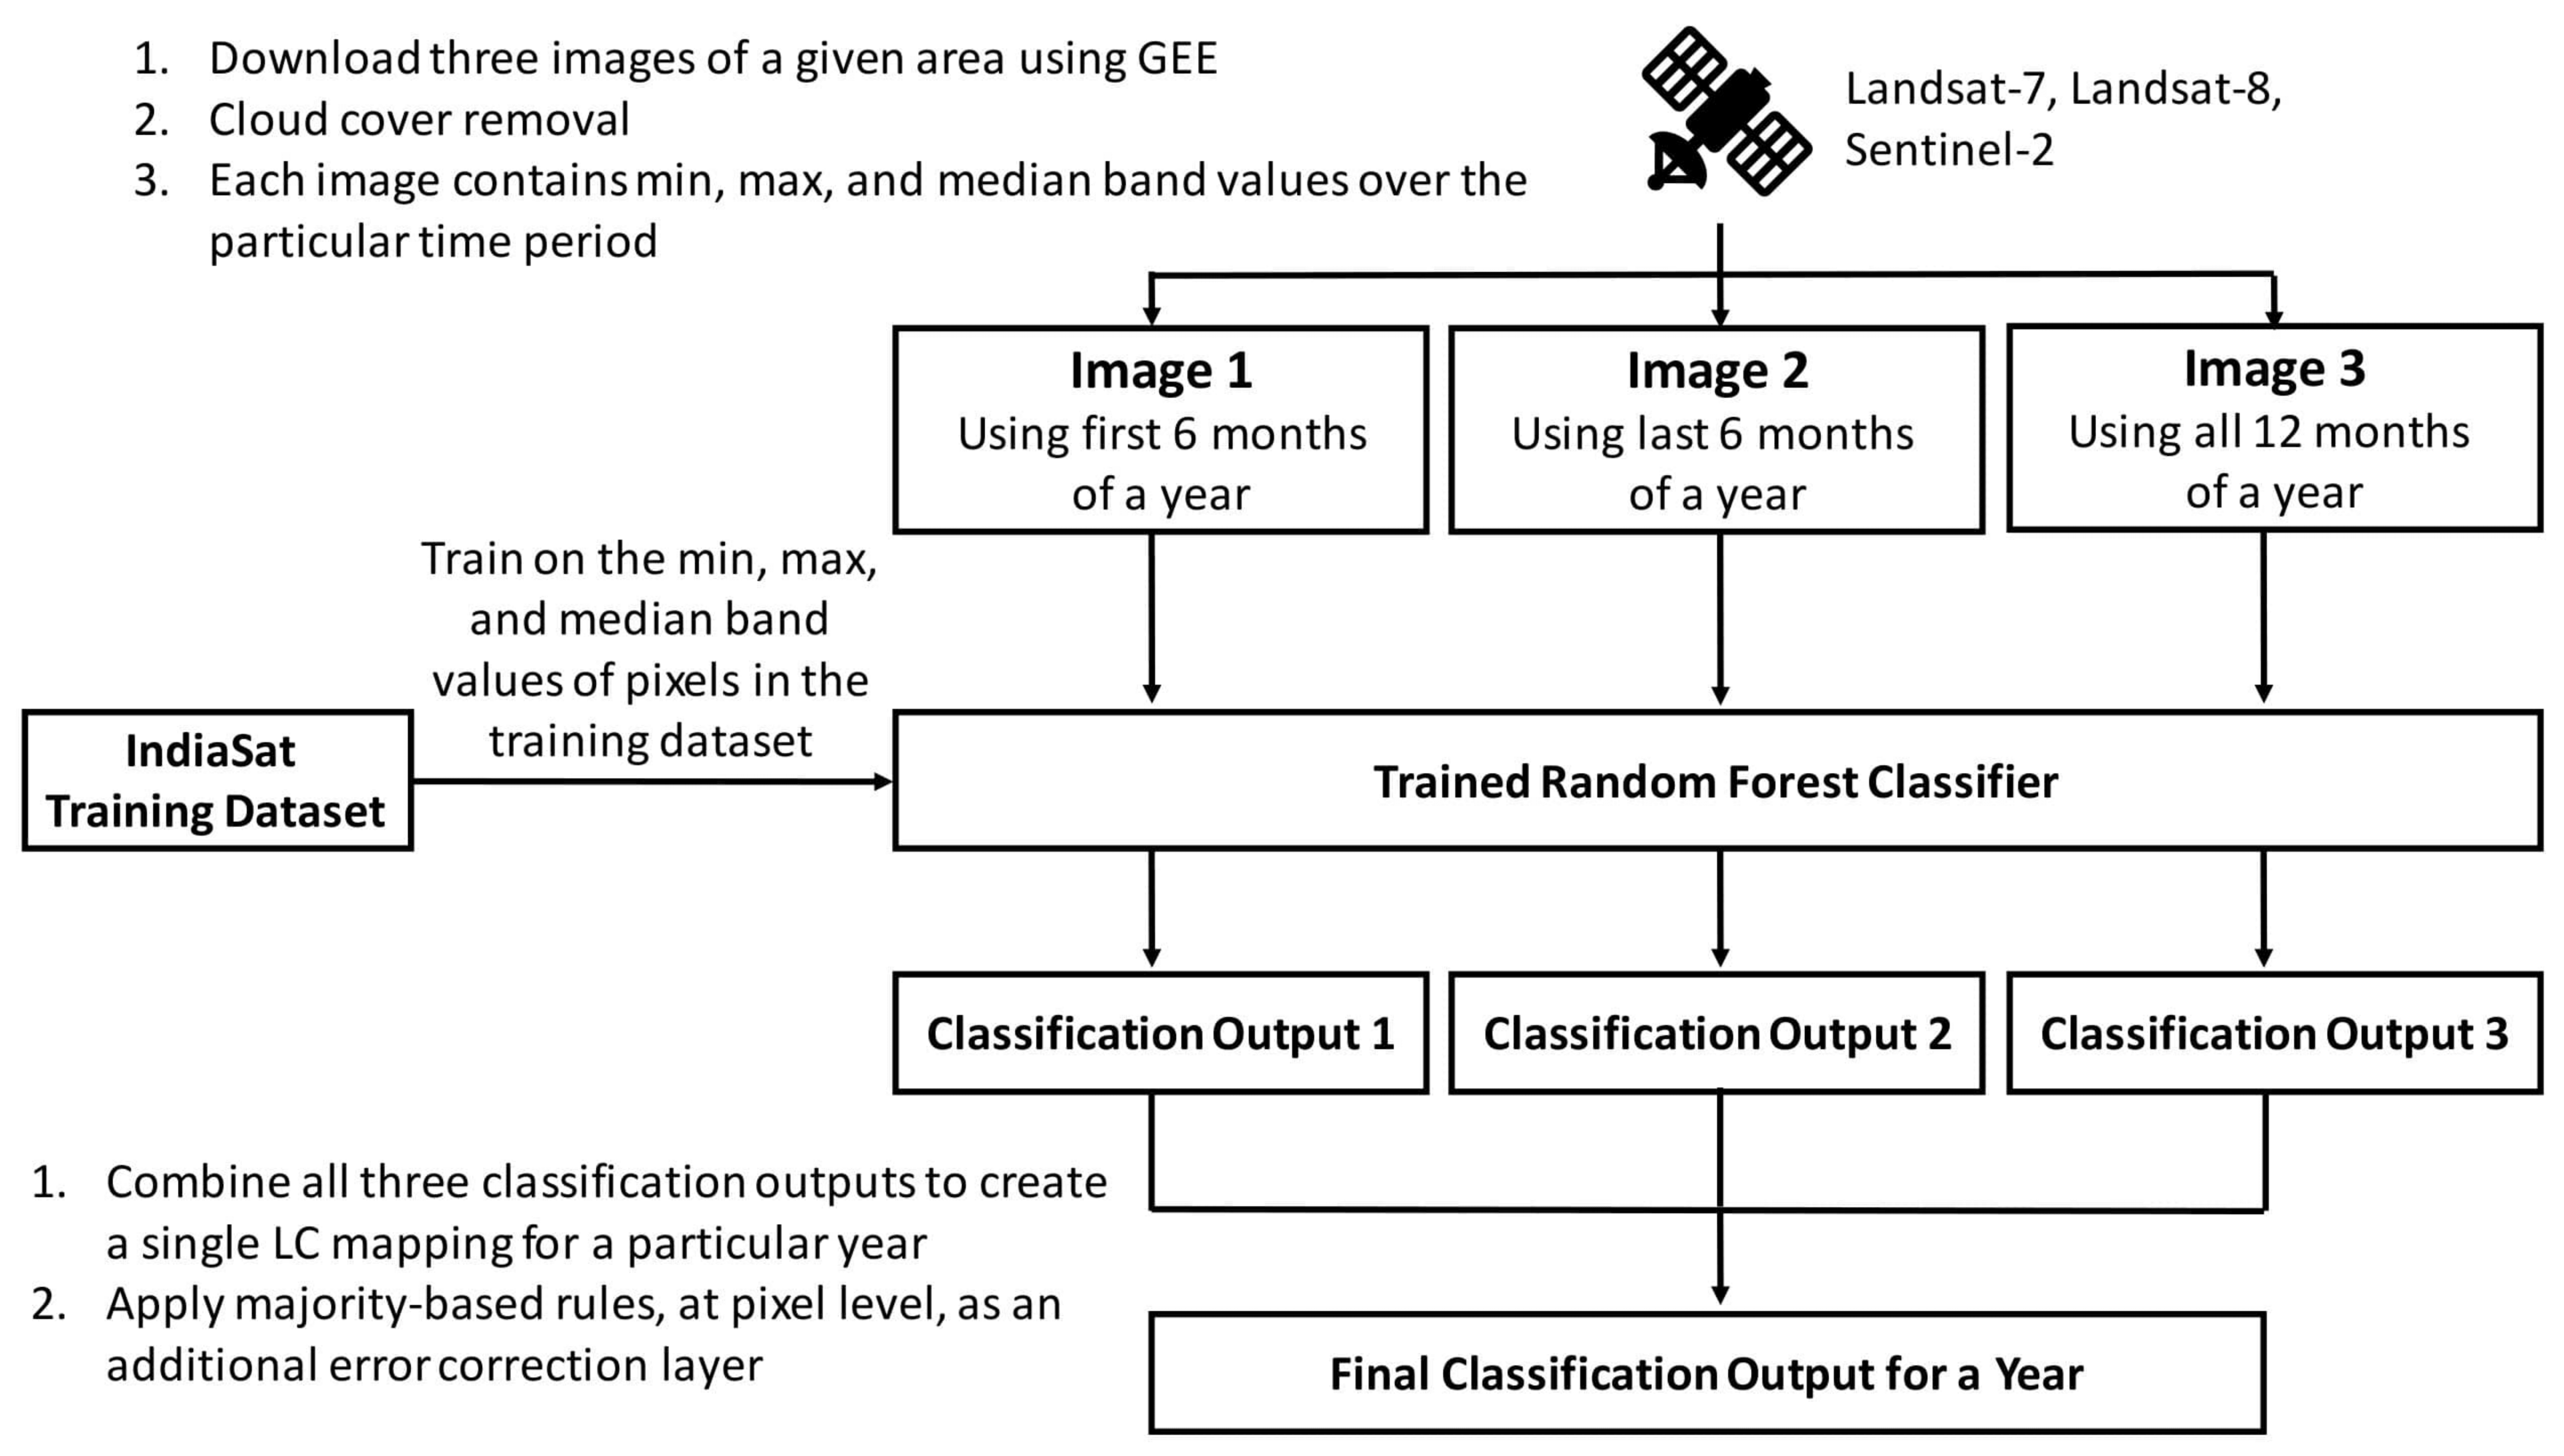 1. Download three images of a given area using GEE
2. Cloud cover removal
3. Each image contains min, max, and median band values over the
particular time period
Landsat-7, Landsat-8,
Sentinel-2
Image 1
Using first 6 months
of a year
Image 2
Using last 6 months
of a year
Image 3
Using all 12 months
of a year
Train on the min, max,
and median band
values of pixels in the
training dataset
IndiaSat
Training Dataset
Trained Random Forest Classifier
Classification Output 1
Classification Output 2
Classification Output 3
1. Combine all three classification outputs to create
a single LC mapping for a particular year
2. Apply majority-based rules, at pixel level, as an
additional error correction layer
Final Classification Output for a Year